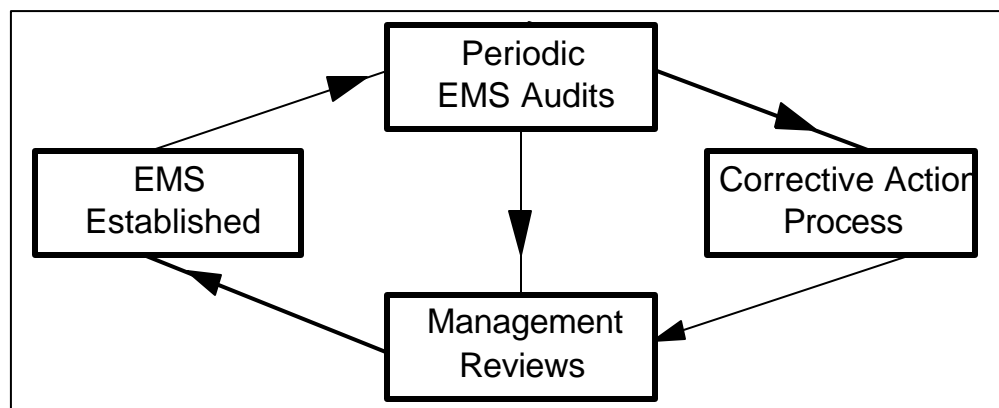 Periodic
EMS Audits
EMS
Established
Corrective Action
Process
Management
Reviews